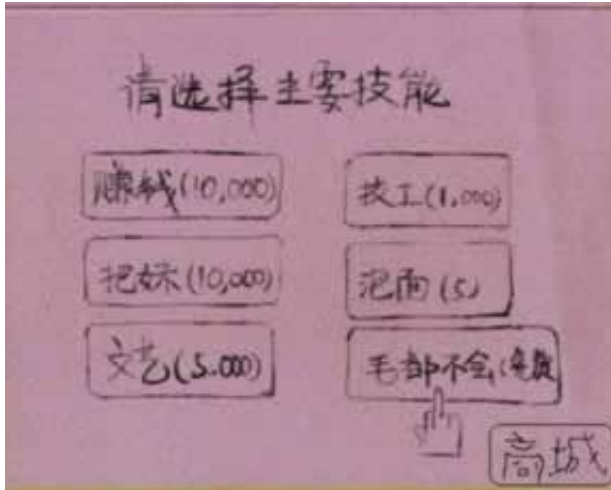 请选择主要技能
赚钱(10,000) 技工(1,000)
把妹(10,000) 泡面(5)
文艺(5.000) 毛都不会(免费
商城